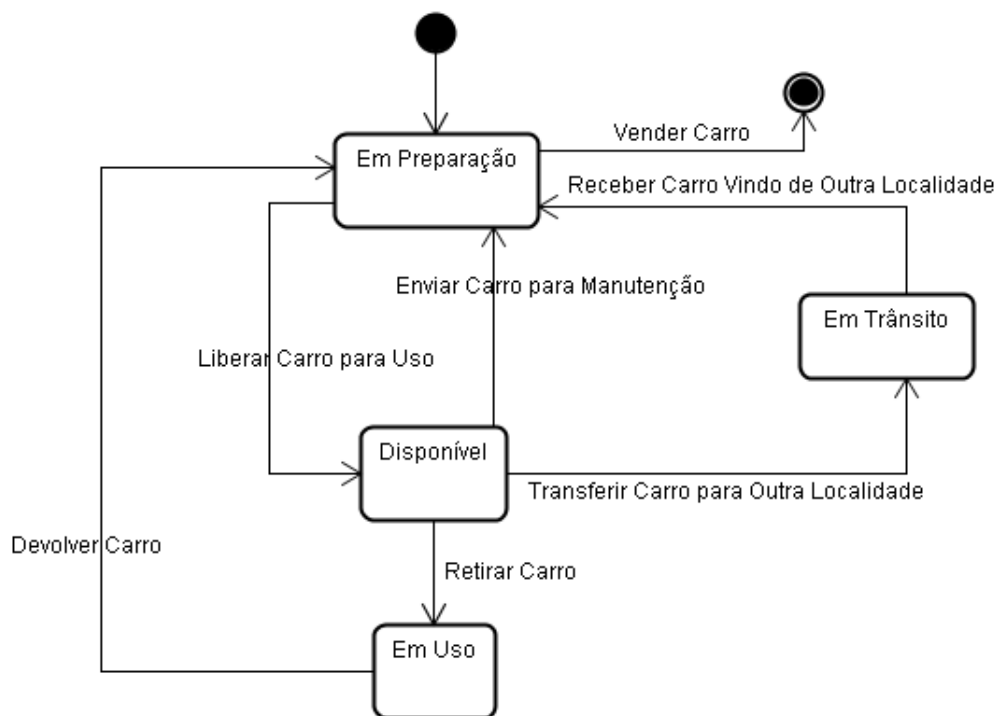 Vender Carro
Em Preparação
Receber Carro Vindo de Outra Localidade
Enviar Carro para Manutenção
Em Trânsito
Liberar Carro para Uso
Disponível
Transferir Carro para Outra Localidade
Devolver Carro
Retirar Carro
Em Uso